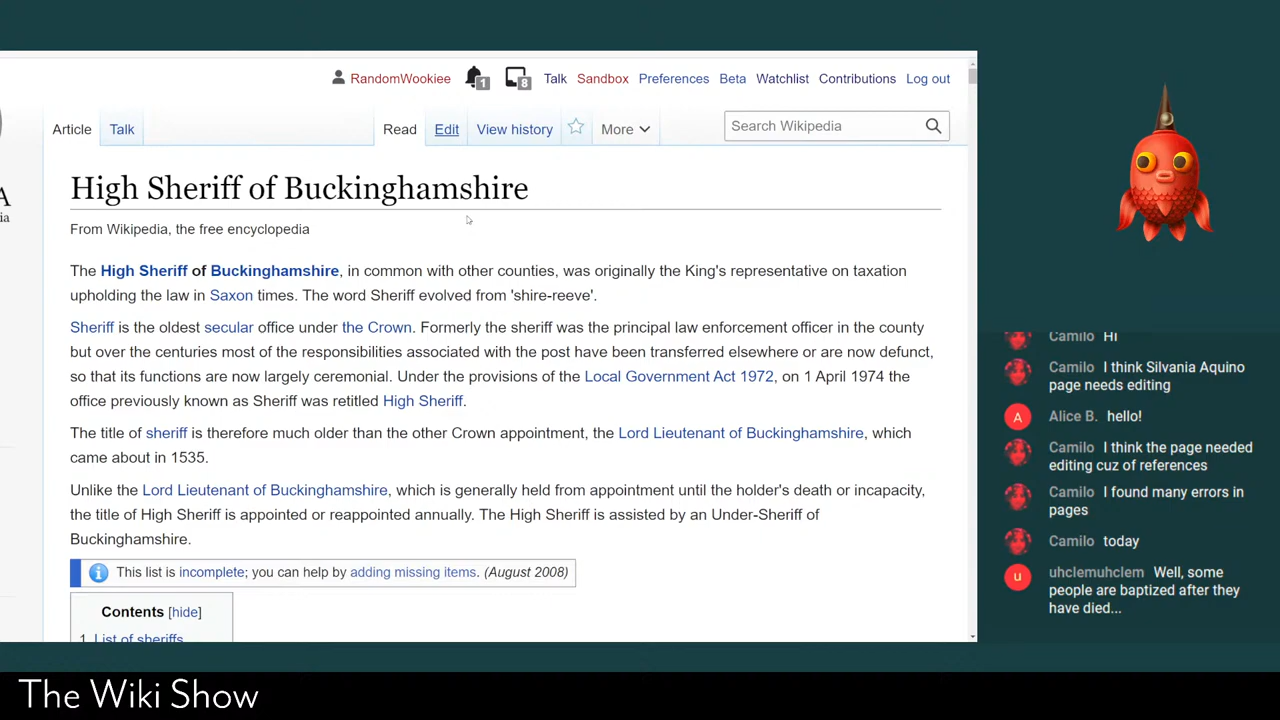 RandomWookiee 1 8 Talk Sandbox Preferences Beta Watchlist Contributions Log out
Article Talk Read Edit View history More Search Wikipedia
A
ia
High Sheriff of Buckinghamshire
From Wikipedia, the free encyclopedia
The High Sheriff of Buckinghamshire, in common with other counties, was originally the King's representative on taxation
upholding the law in Saxon times. The word Sheriff evolved from 'shire-reeve'.
Sheriff is the oldest secular office under the Crown. Formerly the sheriff was the principal law enforcement officer in the county
but over the centuries most of the responsibilities associated with the post have been transferred elsewhere or are now defunct,
so that its functions are now largely ceremonial. Under the provisions of the Local Government Act 1972, on 1 April 1974 the
office previously known as Sheriff was retitled High Sheriff.
The title of sheriff is therefore much older than the other Crown appointment, the Lord Lieutenant of Buckinghamshire, which
came about in 1535.
Unlike the Lord Lieutenant of Buckinghamshire, which is generally held from appointment until the holder's death or incapacity,
the title of High Sheriff is appointed or reappointed annually. The High Sheriff is assisted by an Under-Sheriff of
Buckinghamshire.
This list is incomplete; you can help by adding missing items. (August 2008)
Contents [hide]
1 List of sheriffs
Camilo Hi
Camilo I think Silvania Aquino
page needs editing
A Alice B. hello!
Camilo I think the page needed
editing cuz of references
Camilo I found many errors in
pages
Camilo today
u uhclemuhclem Well, some
people are baptized after they
have died...
The Wiki Show